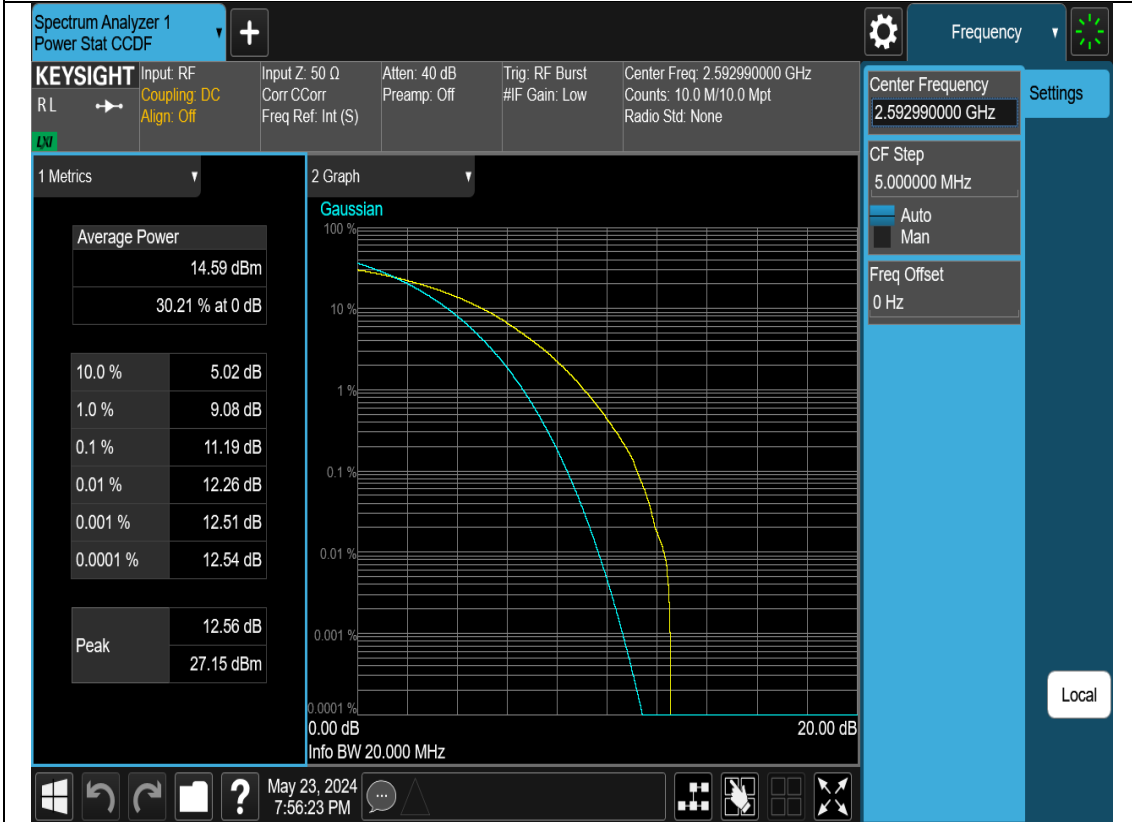 Spectrum Analyzer 1
Power Stat CCDF
+
Frequency
KEYSIGHT
RL
LXI
Input: RF
Coupling: DC
Align: Off
Input Z: 50 Ω
Corr CCorr
Freq Ref: Int (S)
Atten: 40 dB
Preamp: Off
Trig: RF Burst
#IF Gain: Low
Center Freq: 2.592990000 GHz
Counts: 10.0 M/10.0 Mpt
Radio Std: None
Center Frequency
2.592990000 GHz
Settings
CF Step
5.000000 MHz
Auto
Man
Freq Offset
0 Hz
Local
1 Metrics
Average Power
14.59 dBm
30.21 % at 0 dB
10.0 % 5.02 dB
1.0 % 9.08 dB
0.1 % 11.19 dB
0.01 % 12.26 dB
0.001 % 12.51 dB
0.0001 % 12.54 dB
Peak
12.56 dB
27.15 dBm
2 Graph
Gaussian
100 %
10 %
1 %
0.1 %
0.01 %
0.001 %
0.0001 %
0.00 dB 20.00 dB
Info BW 20.000 MHz
?
May 23, 2024
7:56:23 PM